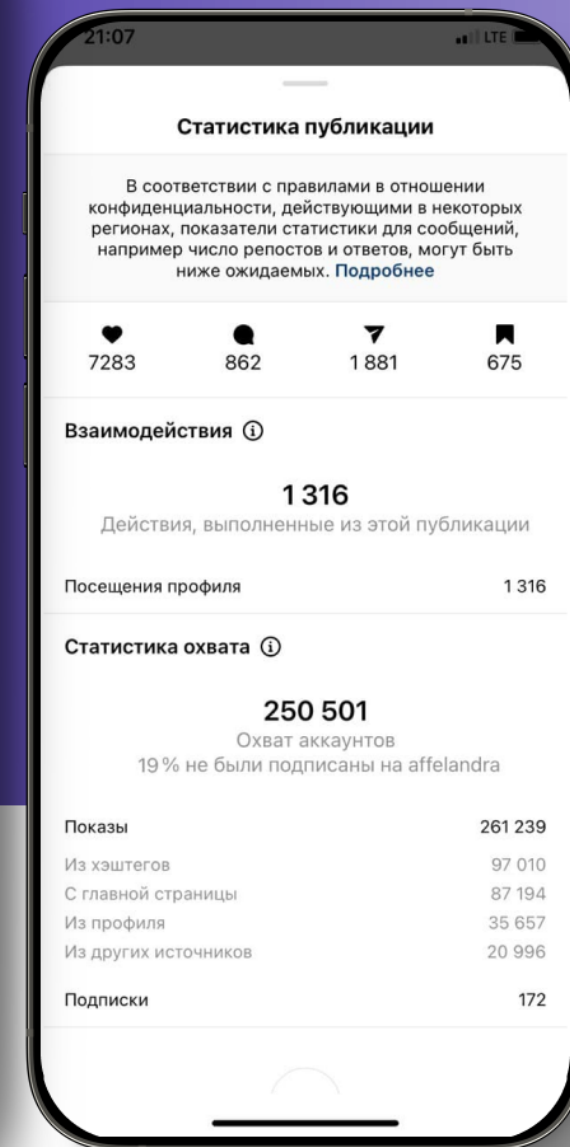 21:07 LTE
Статистика публикации
В соответствии с правилами в отношении
конфиденциальности, действующими в некоторых
регионах, показатели статистики для сообщений,
например число репостов и ответов, могут быть
ниже ожидаемых. Подробнее
7283 862 1 881 675
Взаимодействия
1 316
Действия, выполненные из этой публикации
Посещения профиля 1 316
Статистика охвата
250 501
Охват аккаунтов
19 % не были подписаны на affelandra
Показы 261 239
Из хэштегов 97 010
С главной страницы 87 194
Из профиля 35 657
Из других источников 20 996
Подписки 172